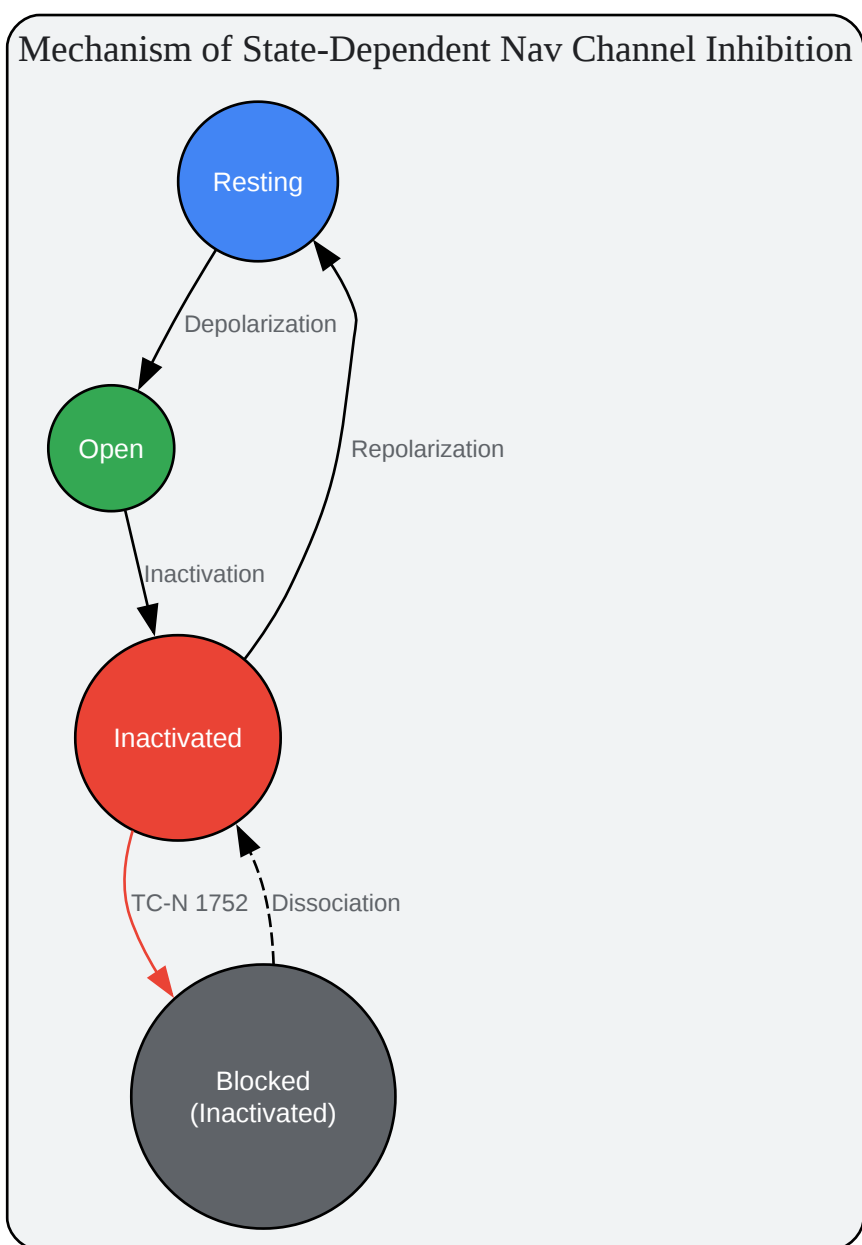 Mechanism of State-Dependent Nav Channel Inhibition
Resting
Depolarization
Open
Repolarization
Inactivation
Inactivated
TC-N 1752
Dissociation
Blocked
(Inactivated)